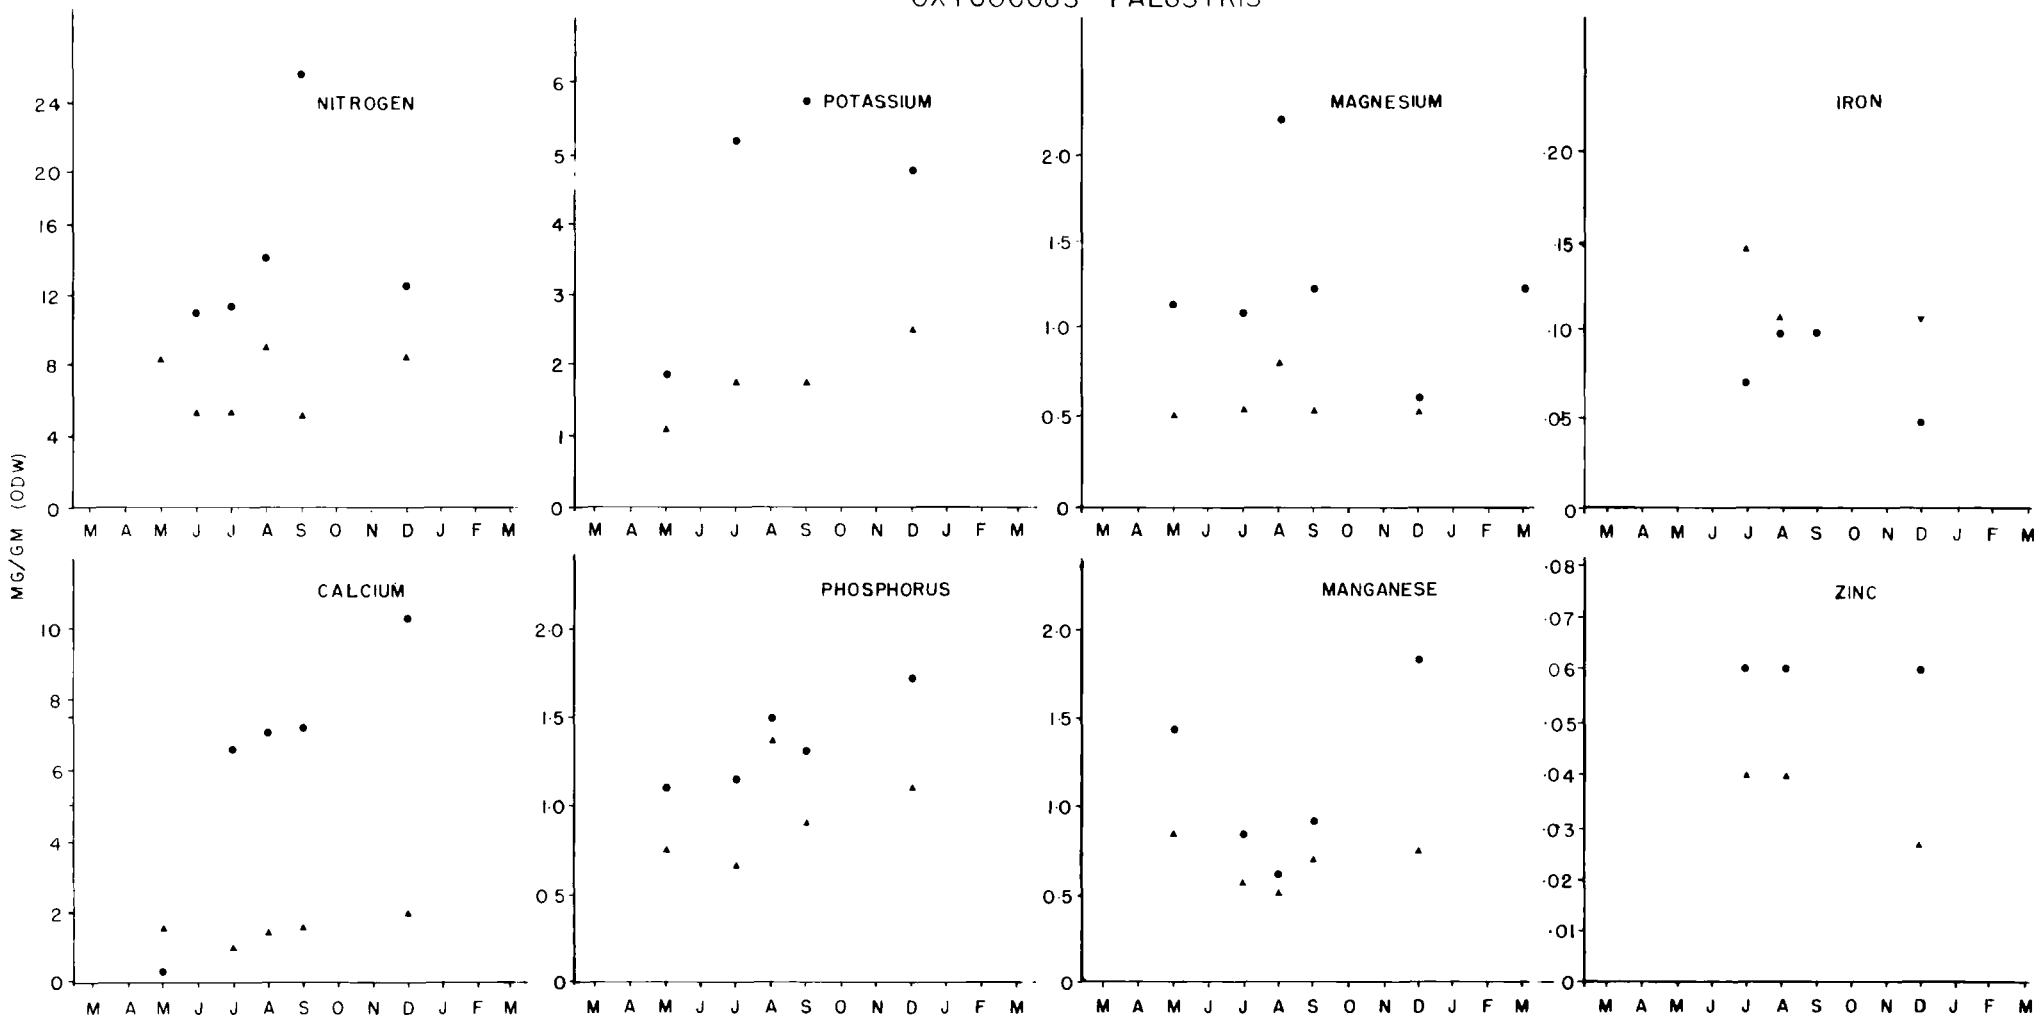 NITROGEN
24
20
16
12
8
4
0
M A M J J A S O N D J F M
POTASSIUM
6
5
4
3
2
1
0
M A M J J A S O N D J F M
MAGNESIUM
2·0
1·5
1·0
0·5
0
M A M J J A S O N D J F M
IRON
·20
·15
·10
·05
0
M A M J J A S O N D J F M
MG/GM (ODW)
CALCIUM
10
8
6
4
2
0
M A M J J A S O N D J F M
PHOSPHORUS
2·0
1·5
1·0
0·5
0
M A M J J A S O N D J F M
MANGANESE
2·0
1·5
1·0
0·5
0
M A M J J A S O N D J F M
ZINC
·08
·07
06
·05
·04
·03
·02
·01
0
M A M J J A S O N D J F M